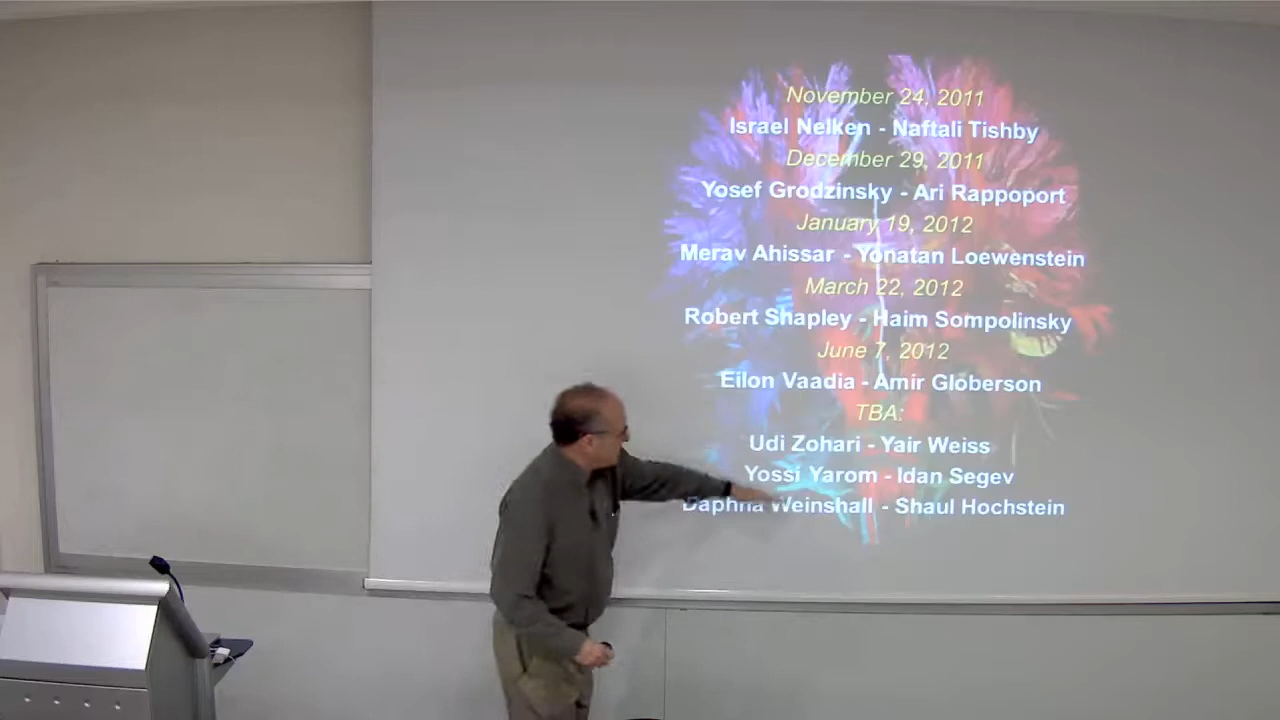 November 24, 2011
Israel Nelken - Naftali Tishby
December 29, 2011
Yosef Grodzinsky - Ari Rappoport
January 19, 2012
Merav Ahissar - Yonatan Loewenstein
March 22, 2012
Robert Shapley - Haim Sompolinsky
June 7, 2012
Eilon Vaadia - Amir Globerson
TBA:
Udi Zohari - Yair Weiss
Yossi Yarom - Idan Segev
Daphna Weinshall - Shaul Hochstein